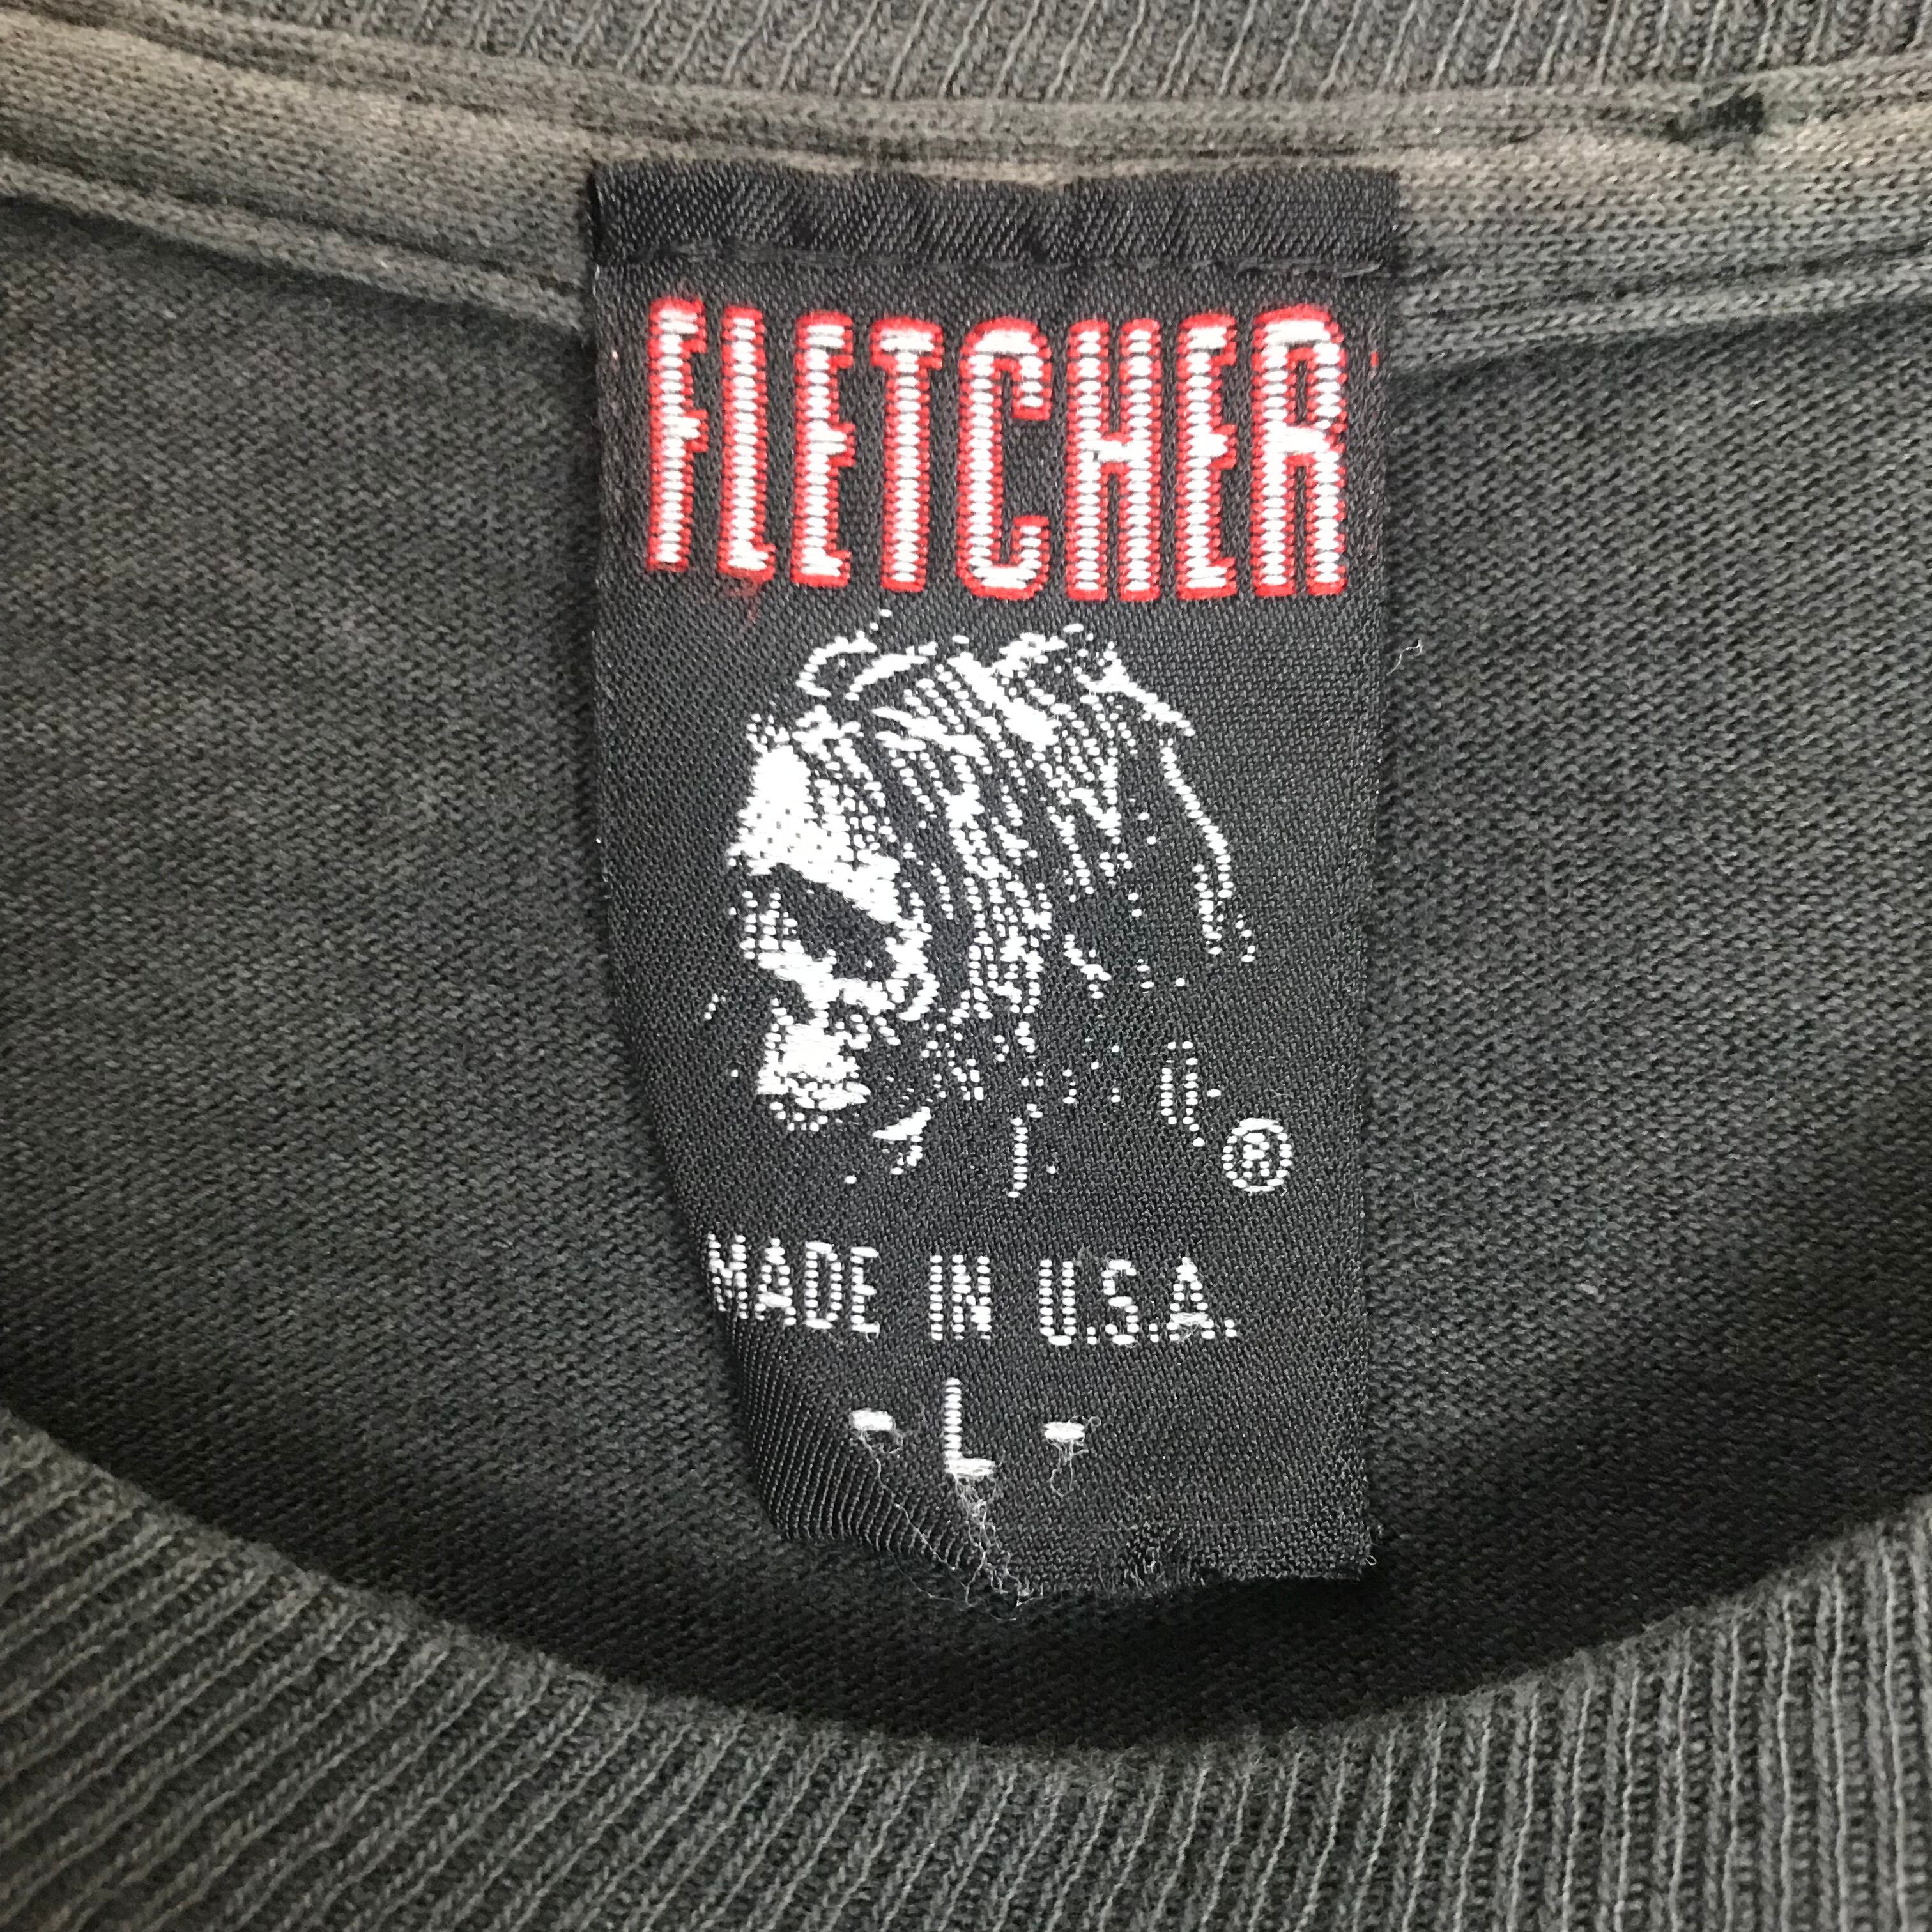 FLETCHER
®
MADE IN U.S.A.
- L -